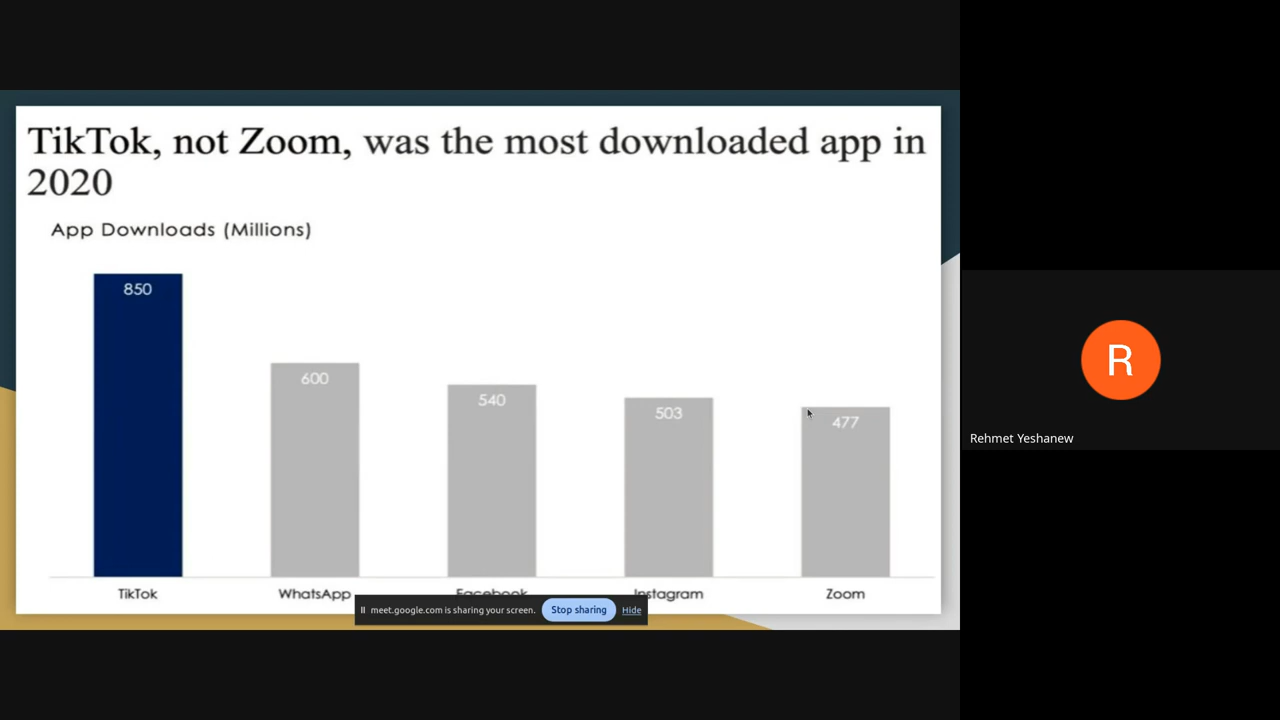 TikTok, not Zoom, was the most downloaded app in
2020
App Downloads (Millions)
850
600
540
503
477
TikTok WhatsApp Facebook Instagram Zoom
meet.google.com is sharing your screen. Stop sharing Hide
R
Rehmet Yeshanew